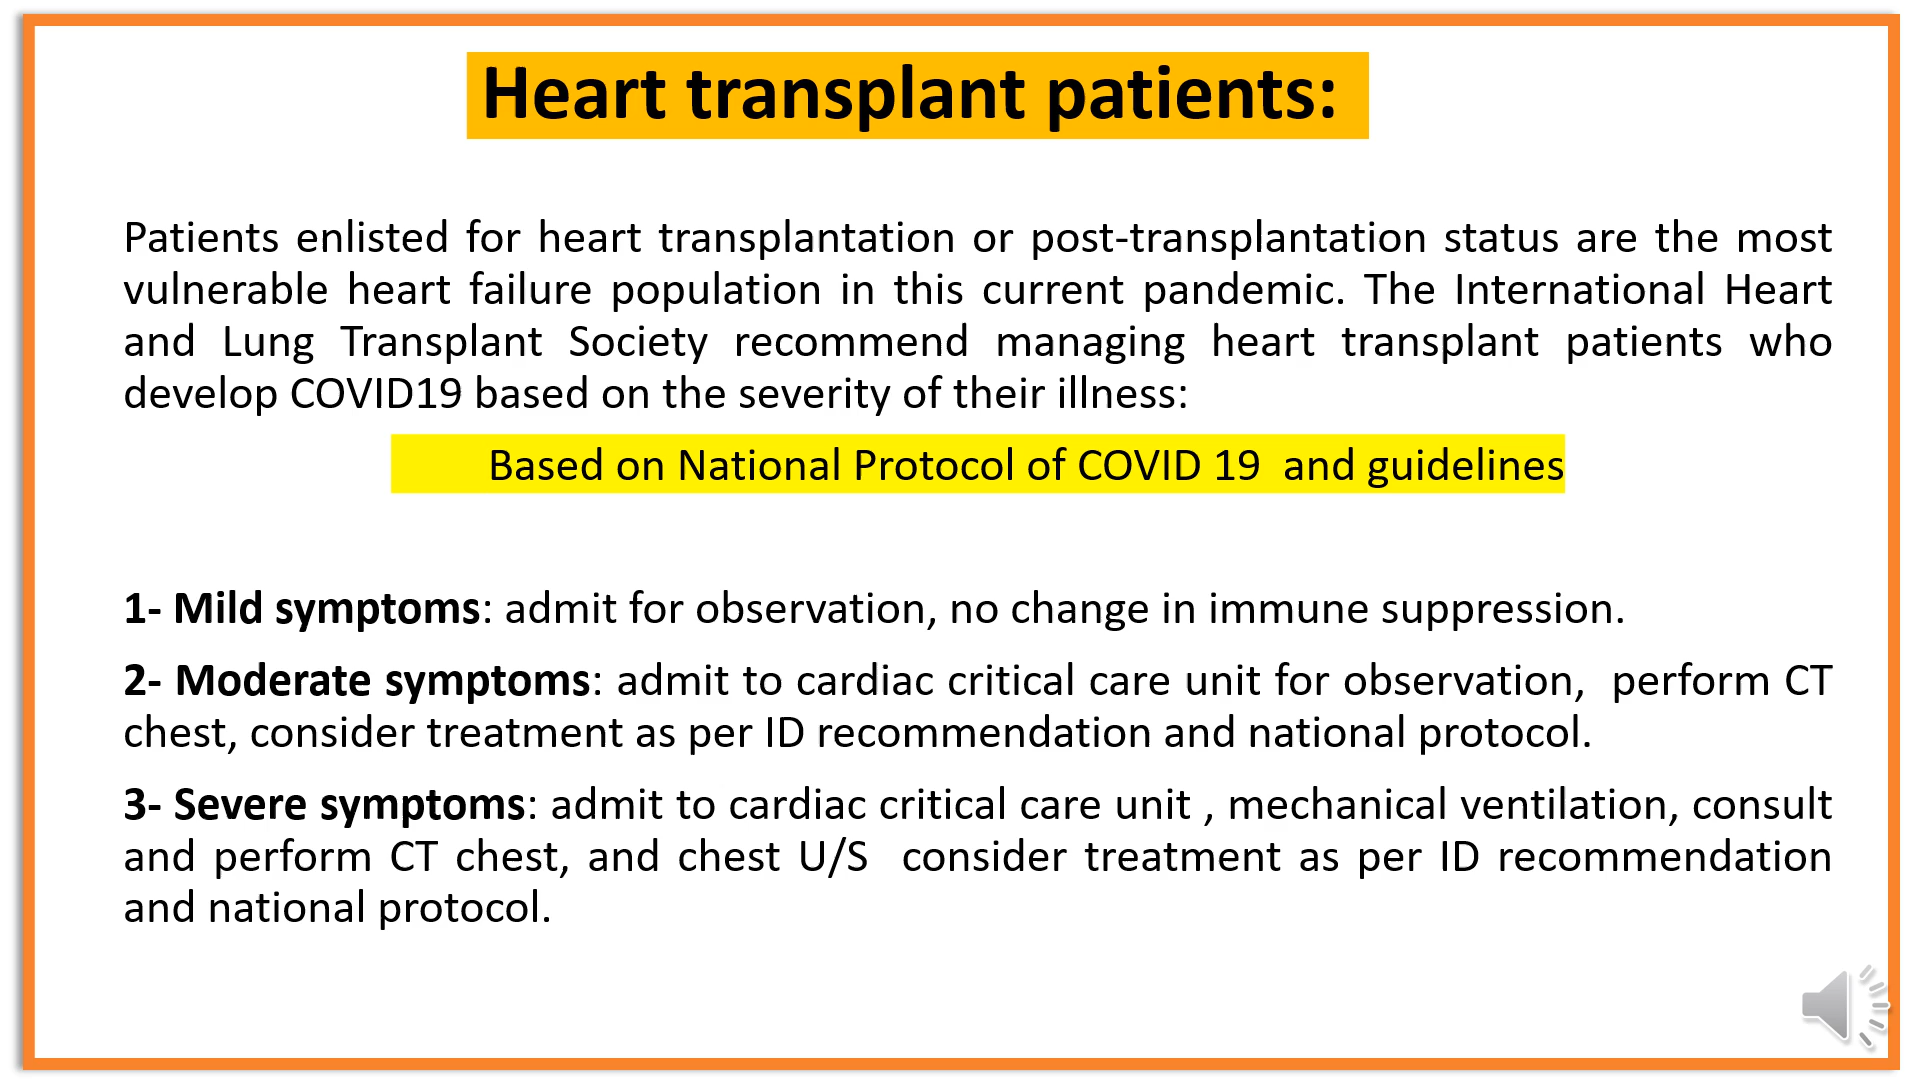 Heart transplant patients:
Patients enlisted for heart transplantation or post-transplantation status are the most
vulnerable heart failure population in this current pandemic. The International Heart
and Lung Transplant Society recommend managing heart transplant patients who
develop COVID19 based on the severity of their illness:
Based on National Protocol of COVID 19  and guidelines
1- Mild symptoms: admit for observation, no change in immune suppression.
2- Moderate symptoms: admit to cardiac critical care unit for observation,  perform CT
chest, consider treatment as per ID recommendation and national protocol.
3- Severe symptoms: admit to cardiac critical care unit , mechanical ventilation, consult
and perform CT chest, and chest U/S  consider treatment as per ID recommendation
and national protocol.